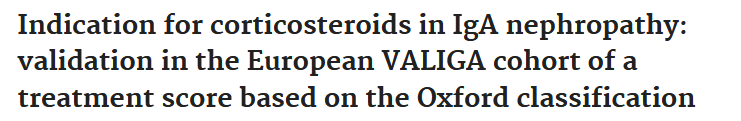 Indication for corticosteroids in IgA nephropathy:
validation in the European VALIGA cohort of a
treatment score based on the Oxford classification